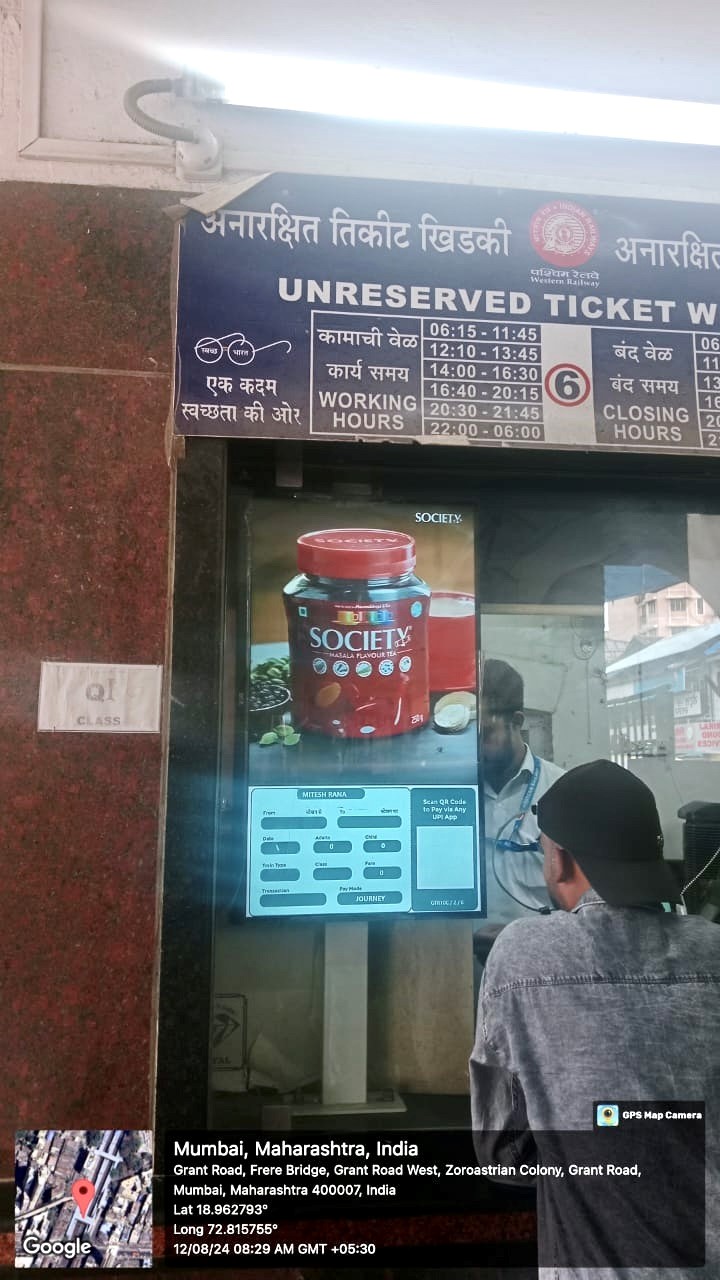 अनारक्षित तिकीट खिडकी
पश्चिम रेलवे
Western Railway
UNRESERVED TICKET W
स्वच्छ भारत
एक कदम
स्वच्छता की ओर
कामाची वेळ
कार्य समय
WORKING
HOURS
06:15 - 11:45
12:10 - 13:45
14:00 - 16:30
16:40 - 20:15
20:30 - 21:45
22:00 - 06:00
6
बंद वेळ
बंद समय
CLOSING
HOURS
SOCIETY
SOCIETY
SOCIETY
MASALA FLAVOUR TEA
250g
Q1
CLASS
MITESH RANA
From
To
Date
Adults
0
Child
0
Train Type
Class
Fare
0
Transaction
Pay Mode
JOURNEY
Scan QR Code
to Pay via Any
UPI App
GPS Map Camera
Mumbai, Maharashtra, India
Grant Road, Frere Bridge, Grant Road West, Zoroastrian Colony, Grant Road,
Mumbai, Maharashtra 400007, India
Lat 18.962793°
Long 72.815755°
12/08/24 08:29 AM GMT +05:30
Google